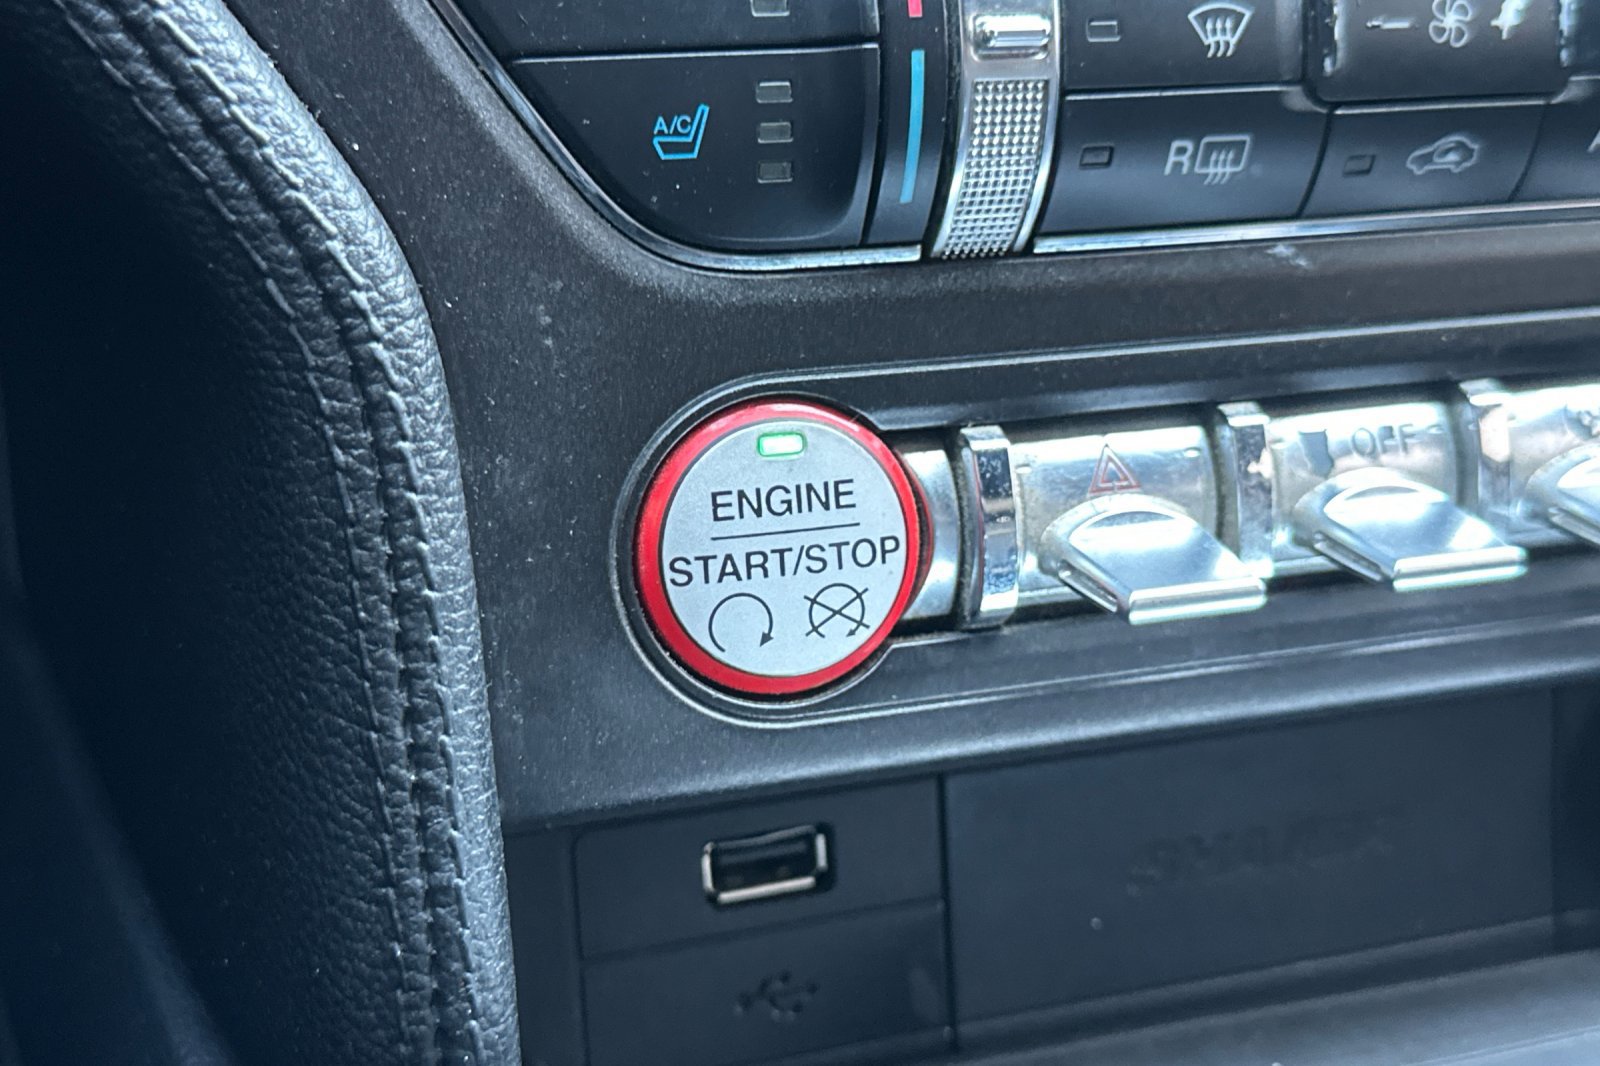 A/C
R
OFF
ENGINE
START/STOP